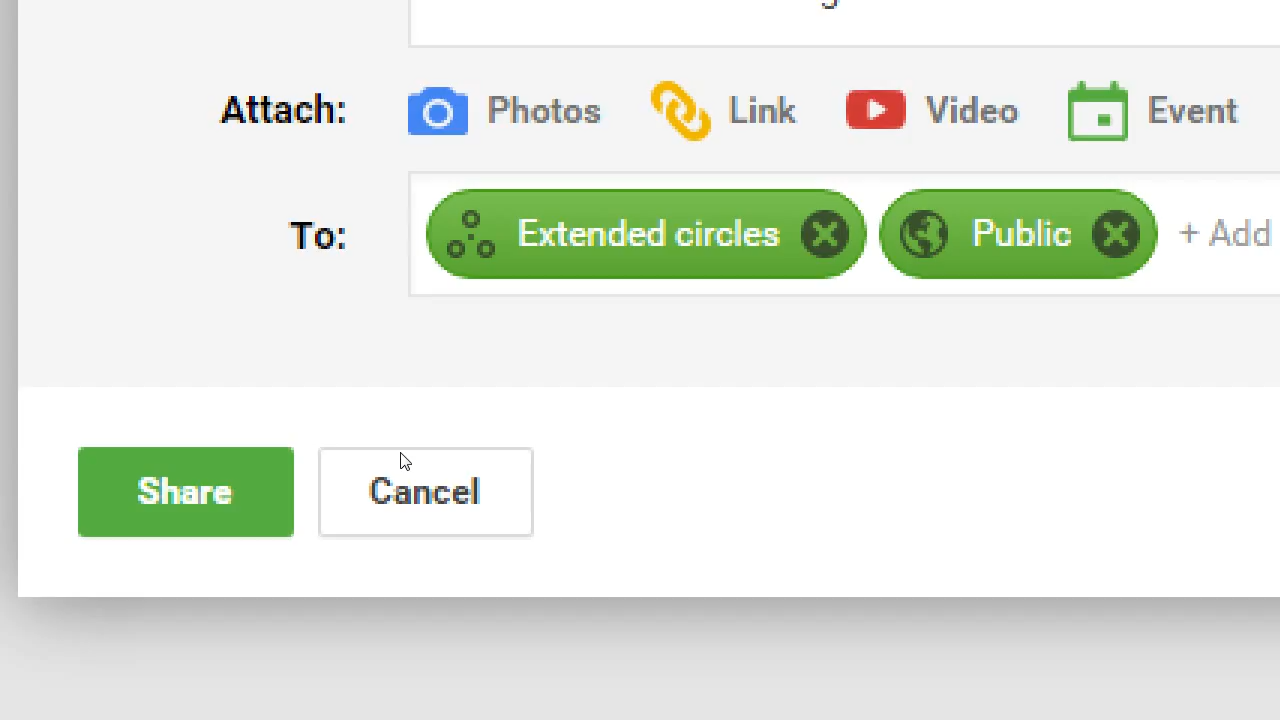 Attach: Photos Link Video Event
To: Extended circles Public + Add
Share Cancel